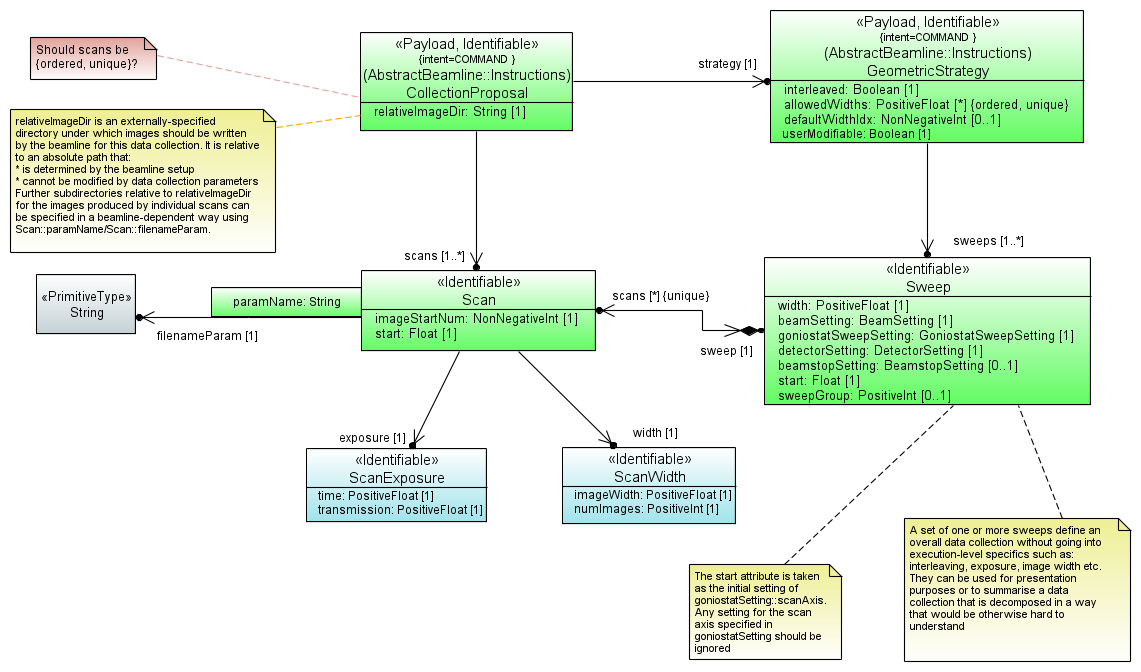 Should scans be
{ordered, unique}?
«Payload, Identifiable»
{intent=COMMAND }
(AbstractBeamline::Instructions)
CollectionProposal
relativeImageDir: String [1]
strategy [1]
«Payload, Identifiable»
{intent=COMMAND }
(AbstractBeamline::Instructions)
GeometricStrategy
interleaved: Boolean [1]
allowedWidths: PositiveFloat [*] {ordered, unique}
defaultWidthIdx: NonNegativeInt [0..1]
userModifiable: Boolean [1]
relativeImageDir is an externally-specified
directory under which images should be written
by the beamline for this data collection. It is relative
to an absolute path that:
* is determined by the beamline setup
* cannot be modified by data collection parameters
Further subdirectories relative to relativeImageDir
for the images produced by individual scans can
be specified in a beamline-dependent way using
Scan::paramName/Scan::filenameParam.
scans [1..*]
sweeps [1..*]
«PrimitiveType»
String
paramName: String
filenameParam [1]
«Identifiable»
Scan
imageStartNum: NonNegativeInt [1]
start: Float [1]
scans [*] {unique}
sweep [1]
«Identifiable»
Sweep
width: PositiveFloat [1]
beamSetting: BeamSetting [1]
goniostatSweepSetting: GoniostatSweepSetting [1]
detectorSetting: DetectorSetting [1]
beamstopSetting: BeamstopSetting [0..1]
start: Float [1]
sweepGroup: PositiveInt [0..1]
exposure [1]
width [1]
«Identifiable»
ScanExposure
time: PositiveFloat [1]
transmission: PositiveFloat [1]
«Identifiable»
ScanWidth
imageWidth: PositiveFloat [1]
numImages: PositiveInt [1]
The start attribute is taken
as the initial setting of
goniostatSetting::scanAxis.
Any setting for the scan
axis specified in
goniostatSetting should be
ignored
A set of one or more sweeps define an
overall data collection without going into
execution-level specifics such as:
interleaving, exposure, image width etc.
They can be used for presentation
purposes or to summarise a data
collection that is decomposed in a way
that would be otherwise hard to
understand